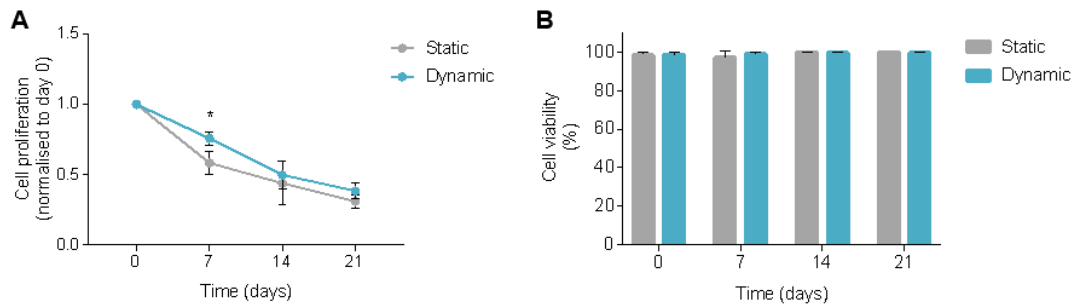 A
1.5
1.0
0.5
0.0
Cell proliferation
(normalised to day 0)
*
0 7 14 21
Time (days)
Static
Dynamic
B
100
80
60
40
20
0
Cell viability
(%)
0 7 14 21
Time (days)
Static
Dynamic